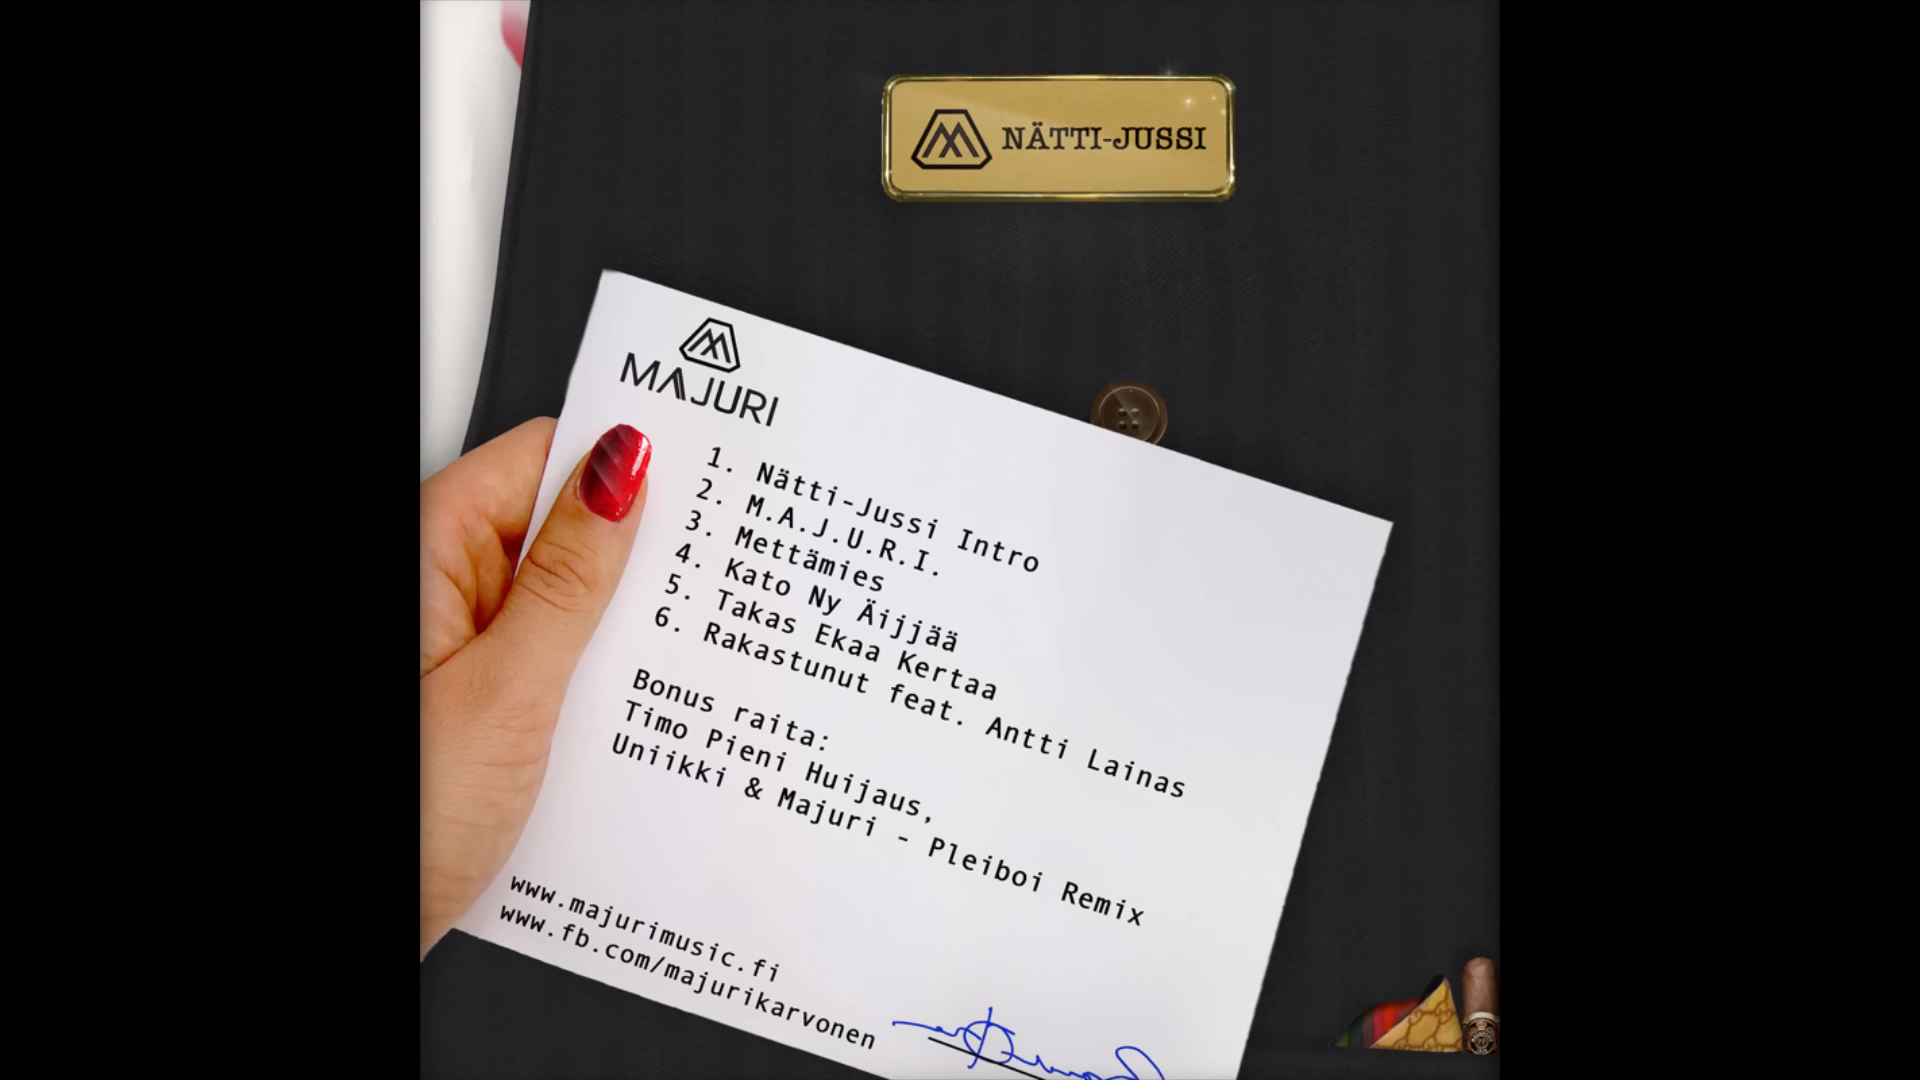 NÄTTI-JUSSI
MAJURI
1. Nätti-Jussi Intro
2. M.A.J.U.R.I.
3. Mettämies
4. Kato Ny Äijjää
5. Takas Ekaa Kertaa
6. Rakastunut feat. Antti Lainas
Bonus raita:
Timo Pieni Huijaus,
Uniikki & Majuri - Pleiboi Remix
www.majurimusic.fi
www.fb.com/majurikarvonen